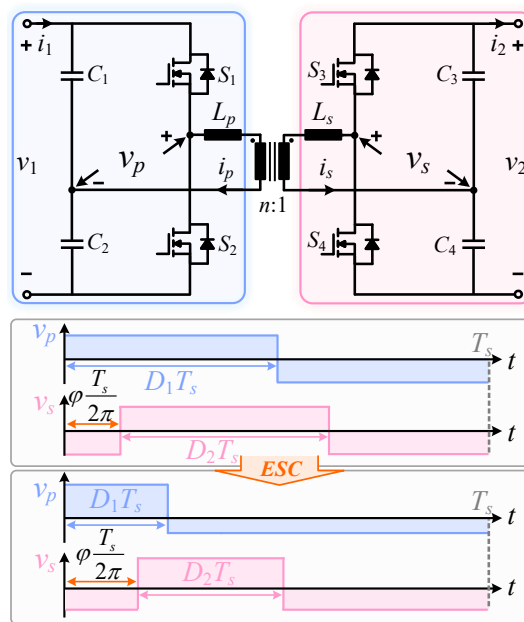 + i₁ i₂ +
C₁ S₁ S₃ C₃
Lₚ Lₛ
v₁ − vₚ + + vₛ − v₂
iₚ iₛ
n:1
C₂ S₂ S₄ C₄
− −
vₚ Tₛ
t
D₁Tₛ
vₛ φ Tₛ/2π
t
D₂Tₛ
ESC
vₚ D₁Tₛ Tₛ
t
φ Tₛ/2π
vₛ D₂Tₛ
t